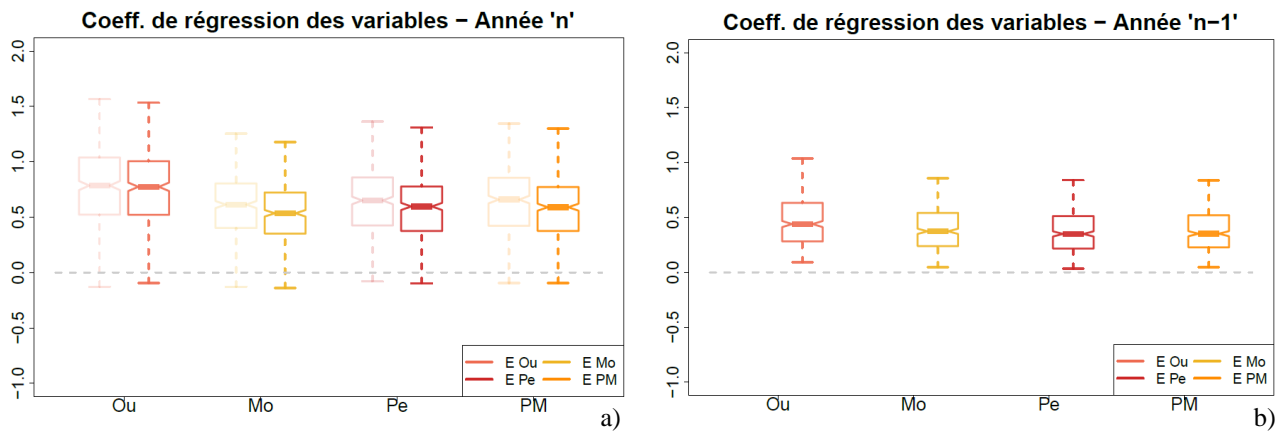 Coeff. de régression des variables − Année 'n'
2.0
1.5
1.0
0.5
0.0
−0.5
−1.0
E Ou E Mo
E Pe E PM
Ou Mo Pe PM
a)
Coeff. de régression des variables − Année 'n−1'
2.0
1.5
1.0
0.5
0.0
−0.5
−1.0
E Ou E Mo
E Pe E PM
Ou Mo Pe PM
b)